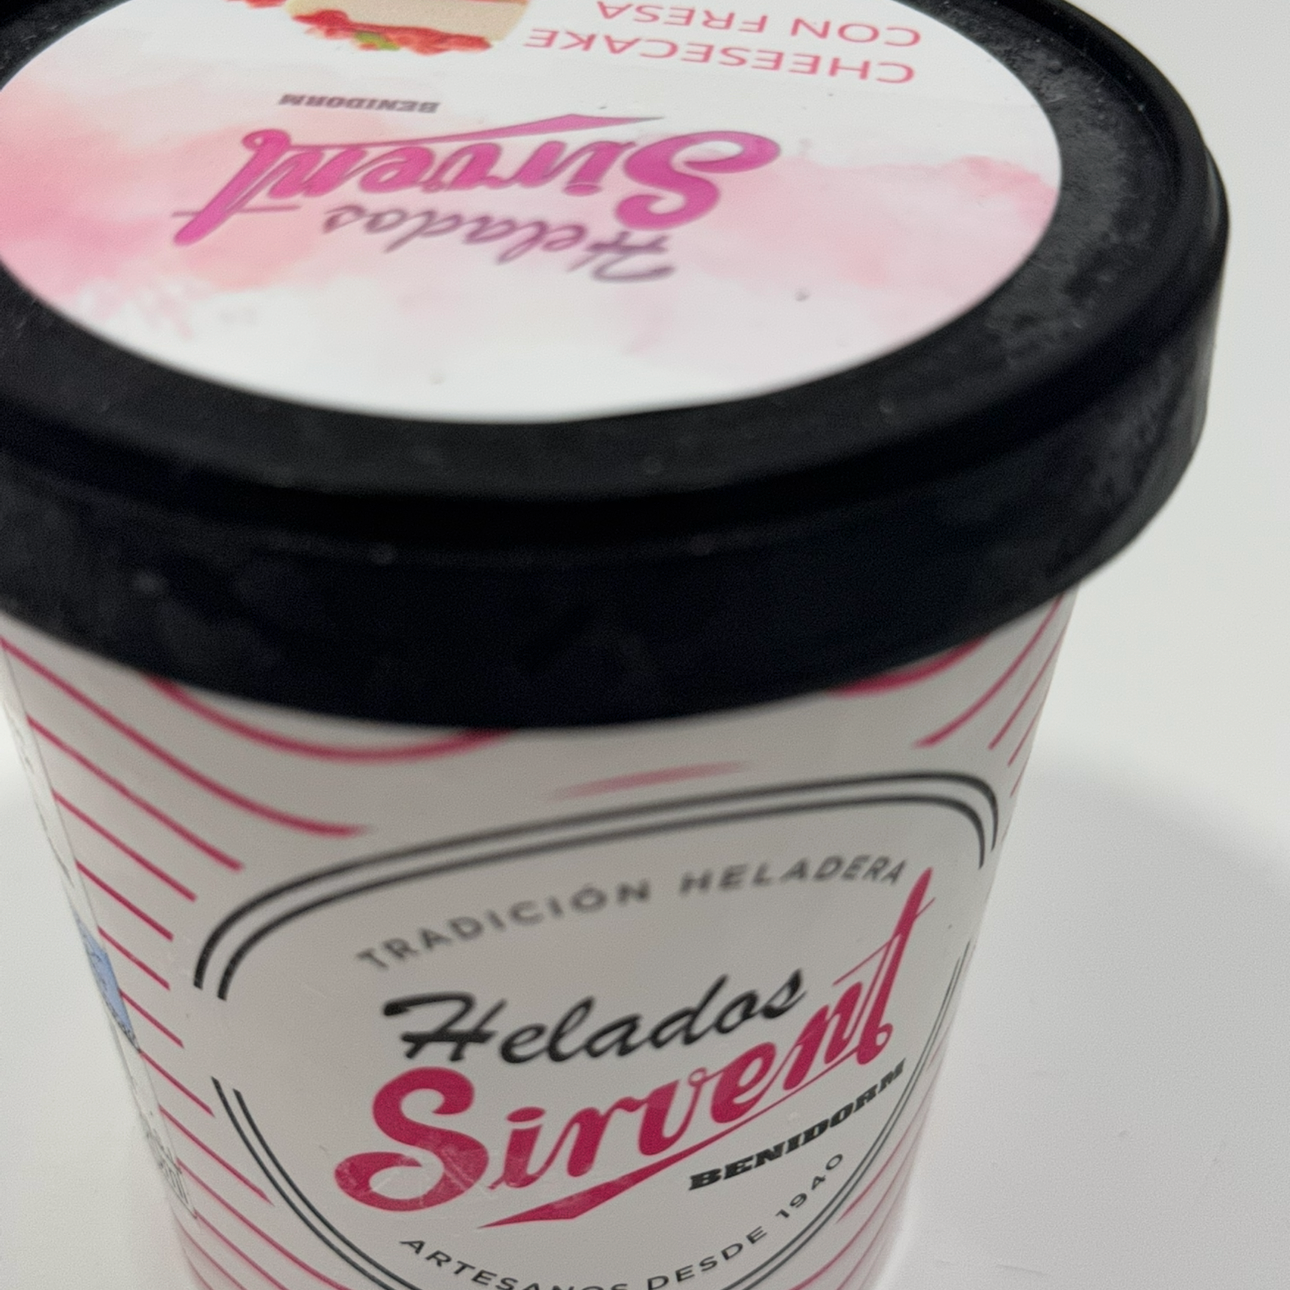 Helados
Sirvent
BENIDORM
CHEESECAKE
CON FRESA
TRADICIÓN HELADERA
Helados
Sirvent
BENIDORM
ARTESANOS DESDE 1940